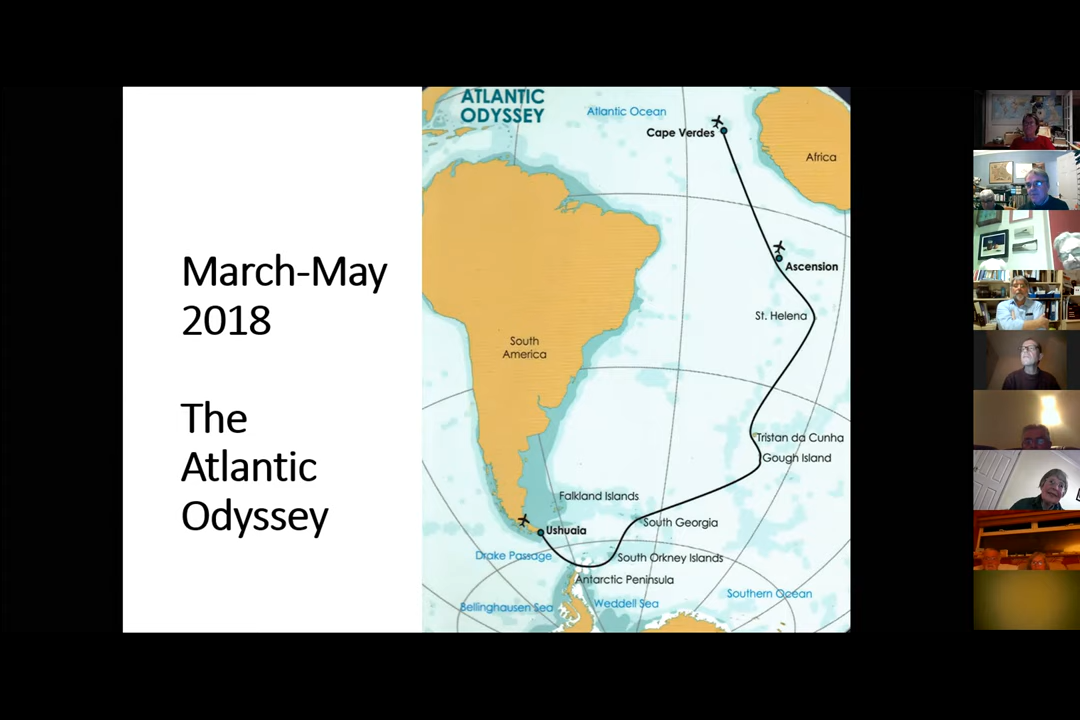 March-May
2018
The
Atlantic
Odyssey
ATLANTIC
ODYSSEY
Atlantic Ocean
Cape Verdes
Africa
Ascension
St. Helena
South
America
Tristan da Cunha
Gough Island
Falkland Islands
South Georgia
Ushuaia
Drake Passage
South Orkney Islands
Antarctic Peninsula
Southern Ocean
Weddell Sea
Bellinghausen Sea